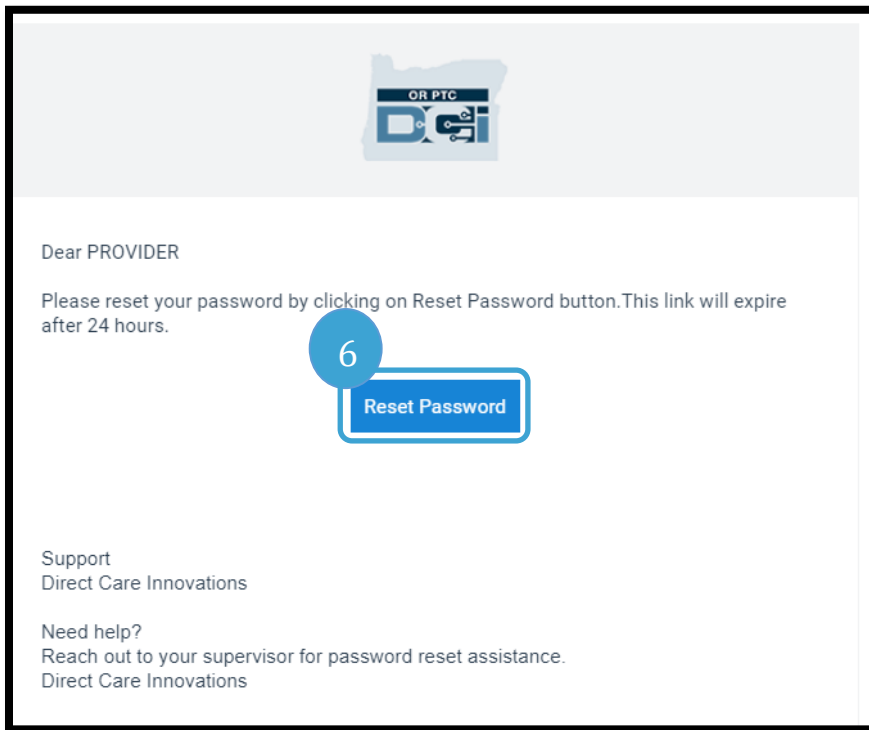 OR PTC
DCi
Dear PROVIDER
Please reset your password by clicking on Reset Password button.This link will expire
after 24 hours.
6
Reset Password
Support
Direct Care Innovations
Need help?
Reach out to your supervisor for password reset assistance.
Direct Care Innovations